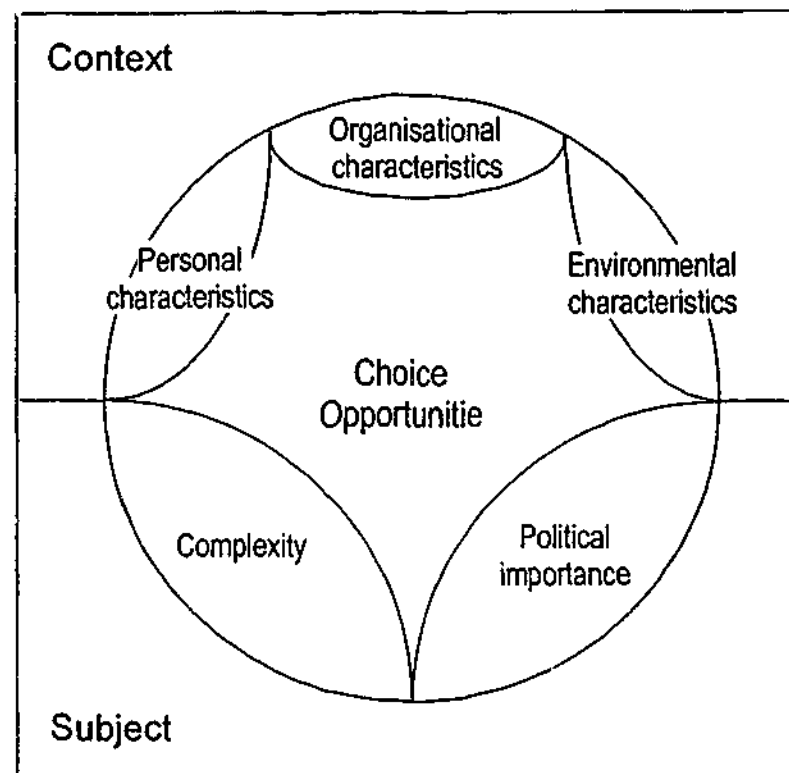 Context
Organisational
characteristics
Personal
characteristics
Environmental
characteristics
Choice
Opportunitie
Complexity
Political
importance
Subject